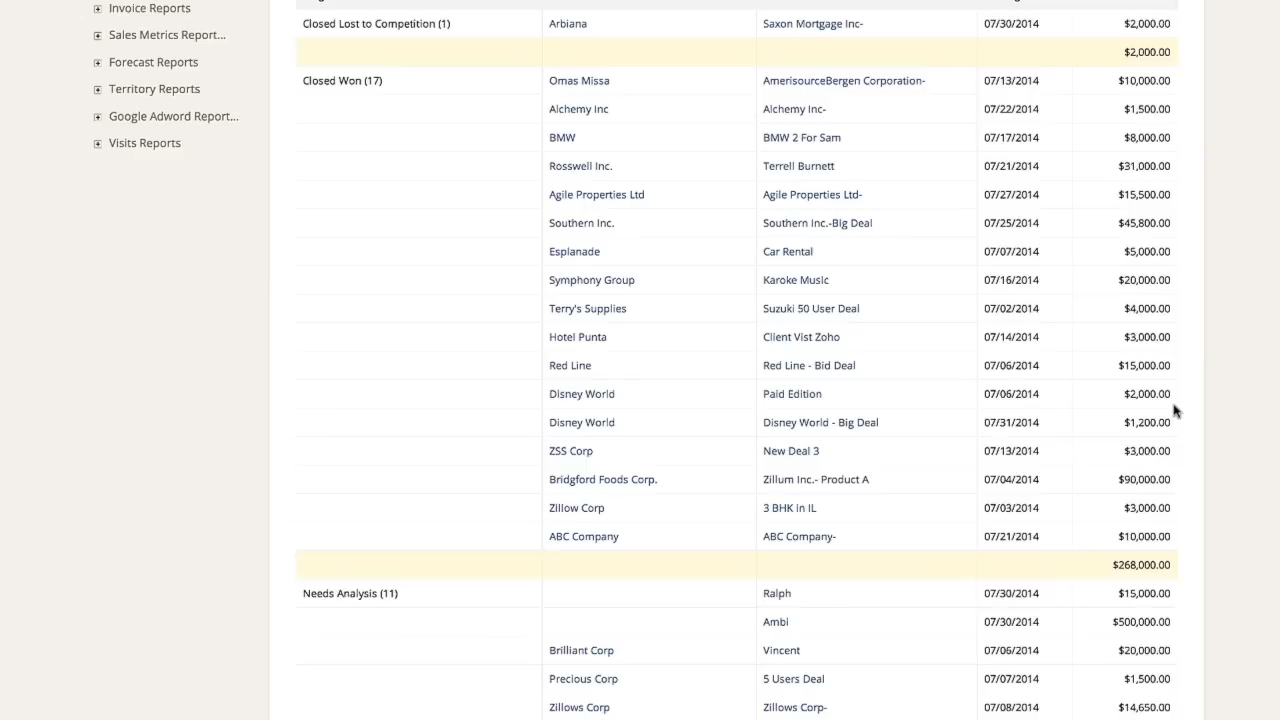 Invoice Reports
Sales Metrics Report...
Forecast Reports
Territory Reports
Google Adword Report...
Visits Reports
Closed Lost to Competition (1) Arbiana Saxon Mortgage Inc- 07/30/2014 $2,000.00
$2,000.00
Closed Won (17) Omas Missa AmerisourceBergen Corporation- 07/13/2014 $10,000.00
Alchemy Inc Alchemy Inc- 07/22/2014 $1,500.00
BMW BMW 2 For Sam 07/17/2014 $8,000.00
Rosswell Inc. Terrell Burnett 07/21/2014 $31,000.00
Agile Properties Ltd Agile Properties Ltd- 07/27/2014 $15,500.00
Southern Inc. Southern Inc.-Big Deal 07/25/2014 $45,800.00
Esplanade Car Rental 07/07/2014 $5,000.00
Symphony Group Karoke Music 07/16/2014 $20,000.00
Terry's Supplies Suzuki 50 User Deal 07/02/2014 $4,000.00
Hotel Punta Client Vist Zoho 07/14/2014 $3,000.00
Red Line Red Line - Bid Deal 07/06/2014 $15,000.00
Disney World Paid Edition 07/06/2014 $2,000.00
Disney World Disney World - Big Deal 07/31/2014 $1,200.00
ZSS Corp New Deal 3 07/13/2014 $3,000.00
Bridgford Foods Corp. Zillum Inc.- Product A 07/04/2014 $90,000.00
Zillow Corp 3 BHK in IL 07/03/2014 $3,000.00
ABC Company ABC Company- 07/21/2014 $10,000.00
$268,000.00
Needs Analysis (11) Ralph 07/30/2014 $15,000.00
Ambi 07/30/2014 $500,000.00
Brilliant Corp Vincent 07/06/2014 $20,000.00
Precious Corp 5 Users Deal 07/07/2014 $1,500.00
Zillows Corp Zillows Corp- 07/08/2014 $14,650.00